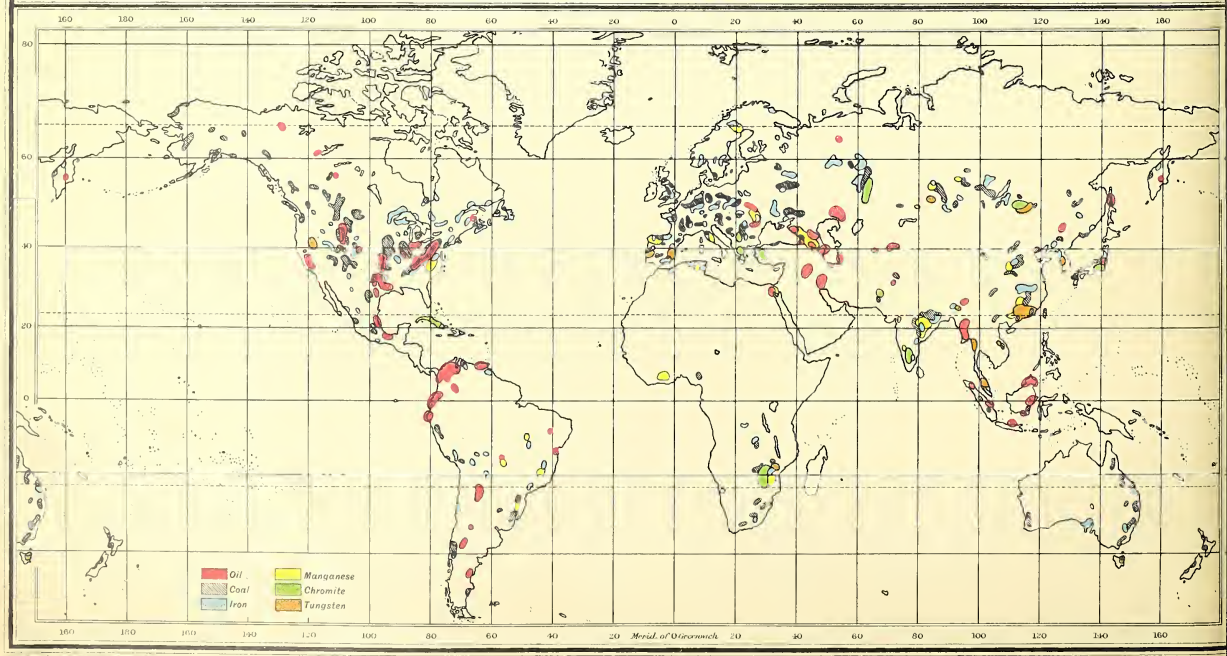 160 180 160 140 120 100 80 60 40 20 0 20 40 60 80 100 120 140 160
80
60
40
20
0
Oil Manganese
Coal Chromite
Iron Tungsten
160 180 160 140 120 100 80 60 40 20 Merid. of 0 Greenwich 20 40 60 80 100 120 140 160